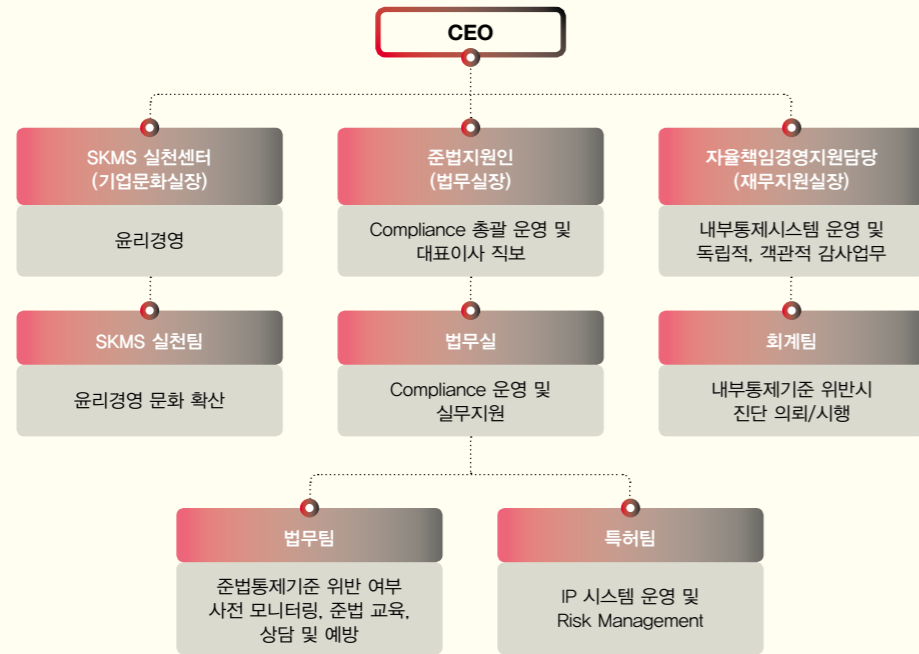 CEO
SKMS 실천센터
(기업문화실장)
윤리경영
준법지원인
(법무실장)
Compliance 총괄 운영 및
대표이사 직보
자율책임경영지원담당
(재무지원실장)
내부통제시스템 운영 및
독립적, 객관적 감사업무
SKMS 실천팀
윤리경영 문화 확산
법무실
Compliance 운영 및
실무지원
회계팀
내부통제기준 위반시
진단 의뢰/시행
법무팀
준법통제기준 위반 여부
사전 모니터링, 준법 교육,
상담 및 예방
특허팀
IP 시스템 운영 및
Risk Management